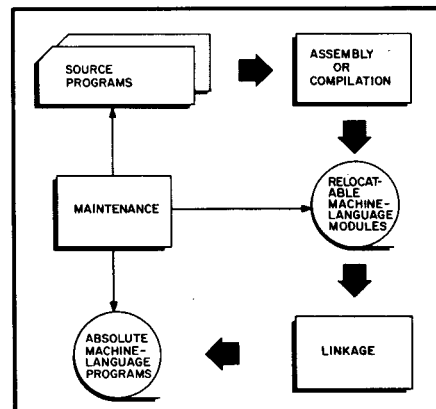 SOURCE
PROGRAMS
ASSEMBLY
OR
COMPILATION
MAINTENANCE
RELOCAT-
ABLE
MACHINE-
LANGUAGE
MODULES
ABSOLUTE
MACHINE-
LANGUAGE
PROGRAMS
LINKAGE